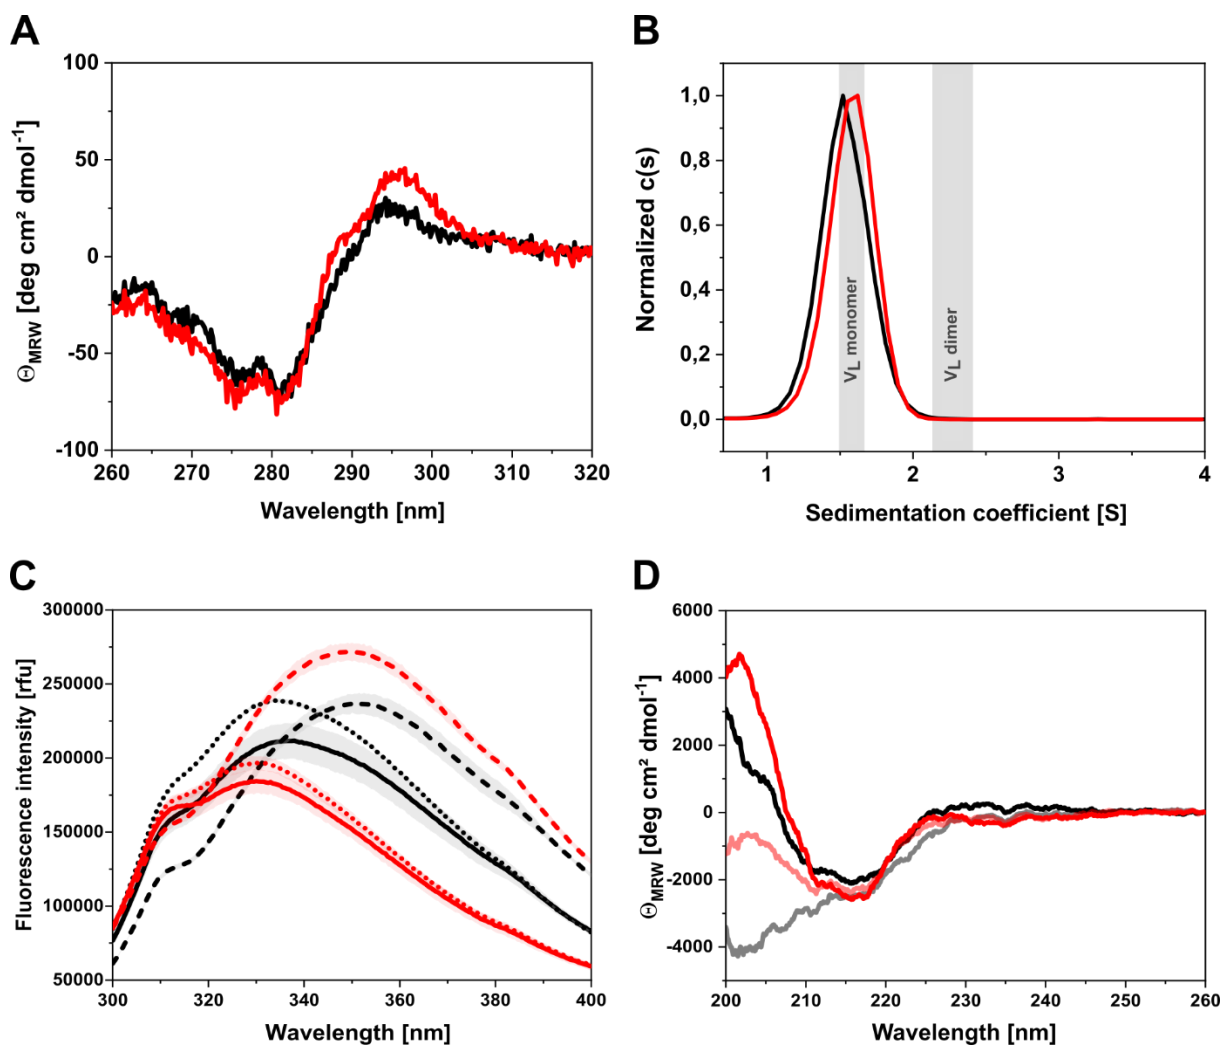 A
100
50
0
-50
-100
260 270 280 290 300 310 320
Θ_MRW [deg cm² dmol⁻¹]
Wavelength [nm]
B
1,0
0,8
0,6
0,4
0,2
0,0
1 2 3 4
Normalized c(s)
V_L monomer
V_L dimer
Sedimentation coefficient [S]
C
300000
250000
200000
150000
100000
50000
300 320 340 360 380 400
Fluorescence intensity [rfu]
Wavelength [nm]
D
6000
4000
2000
0
-2000
-4000
200 210 220 230 240 250 260
Θ_MRW [deg cm² dmol⁻¹]
Wavelength [nm]